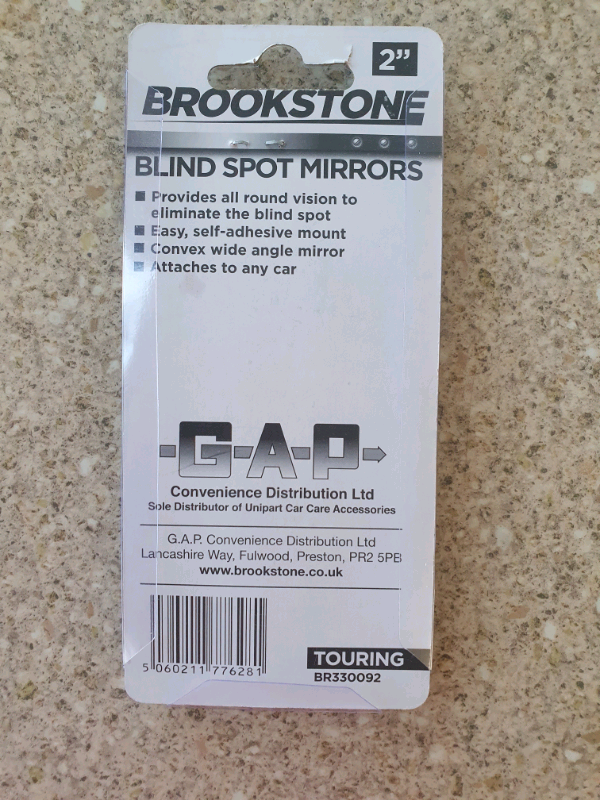 2”
BROOKSTONE
BLIND SPOT MIRRORS
■ Provides all round vision to
eliminate the blind spot
■ Easy, self-adhesive mount
■ Convex wide angle mirror
■ Attaches to any car
G-A-P
Convenience Distribution Ltd
Sole Distributor of Unipart Car Care Accessories
G.A.P. Convenience Distribution Ltd
Lancashire Way, Fulwood, Preston, PR2 5PB
www.brookstone.co.uk
5 060211 776281
TOURING
BR330092